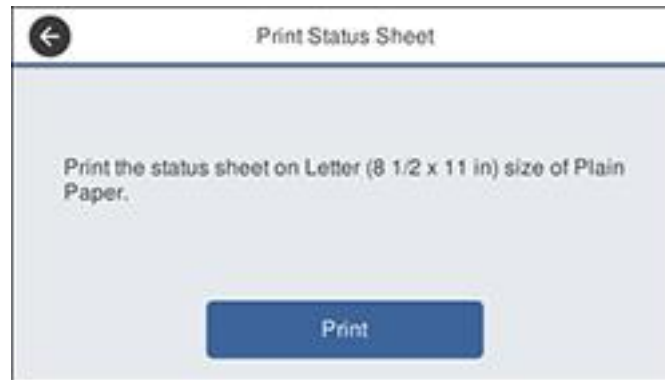 Print Status Sheet
Print the status sheet on Letter (8 1/2 x 11 in) size of Plain
Paper.
Print